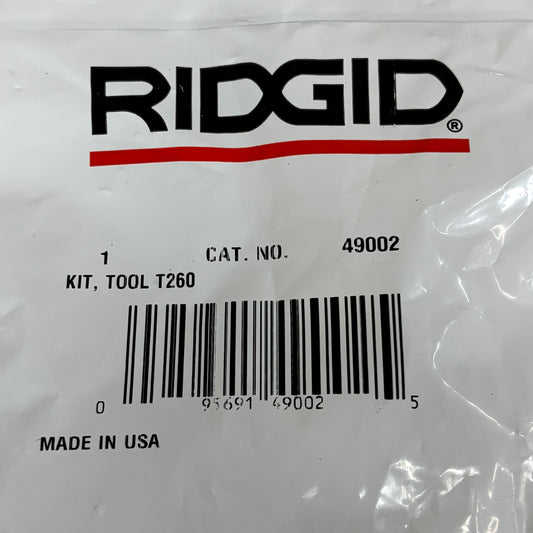 RIDGID®
1 CAT. NO. 49002
KIT, TOOL T260
0 95691 49002 5
MADE IN USA